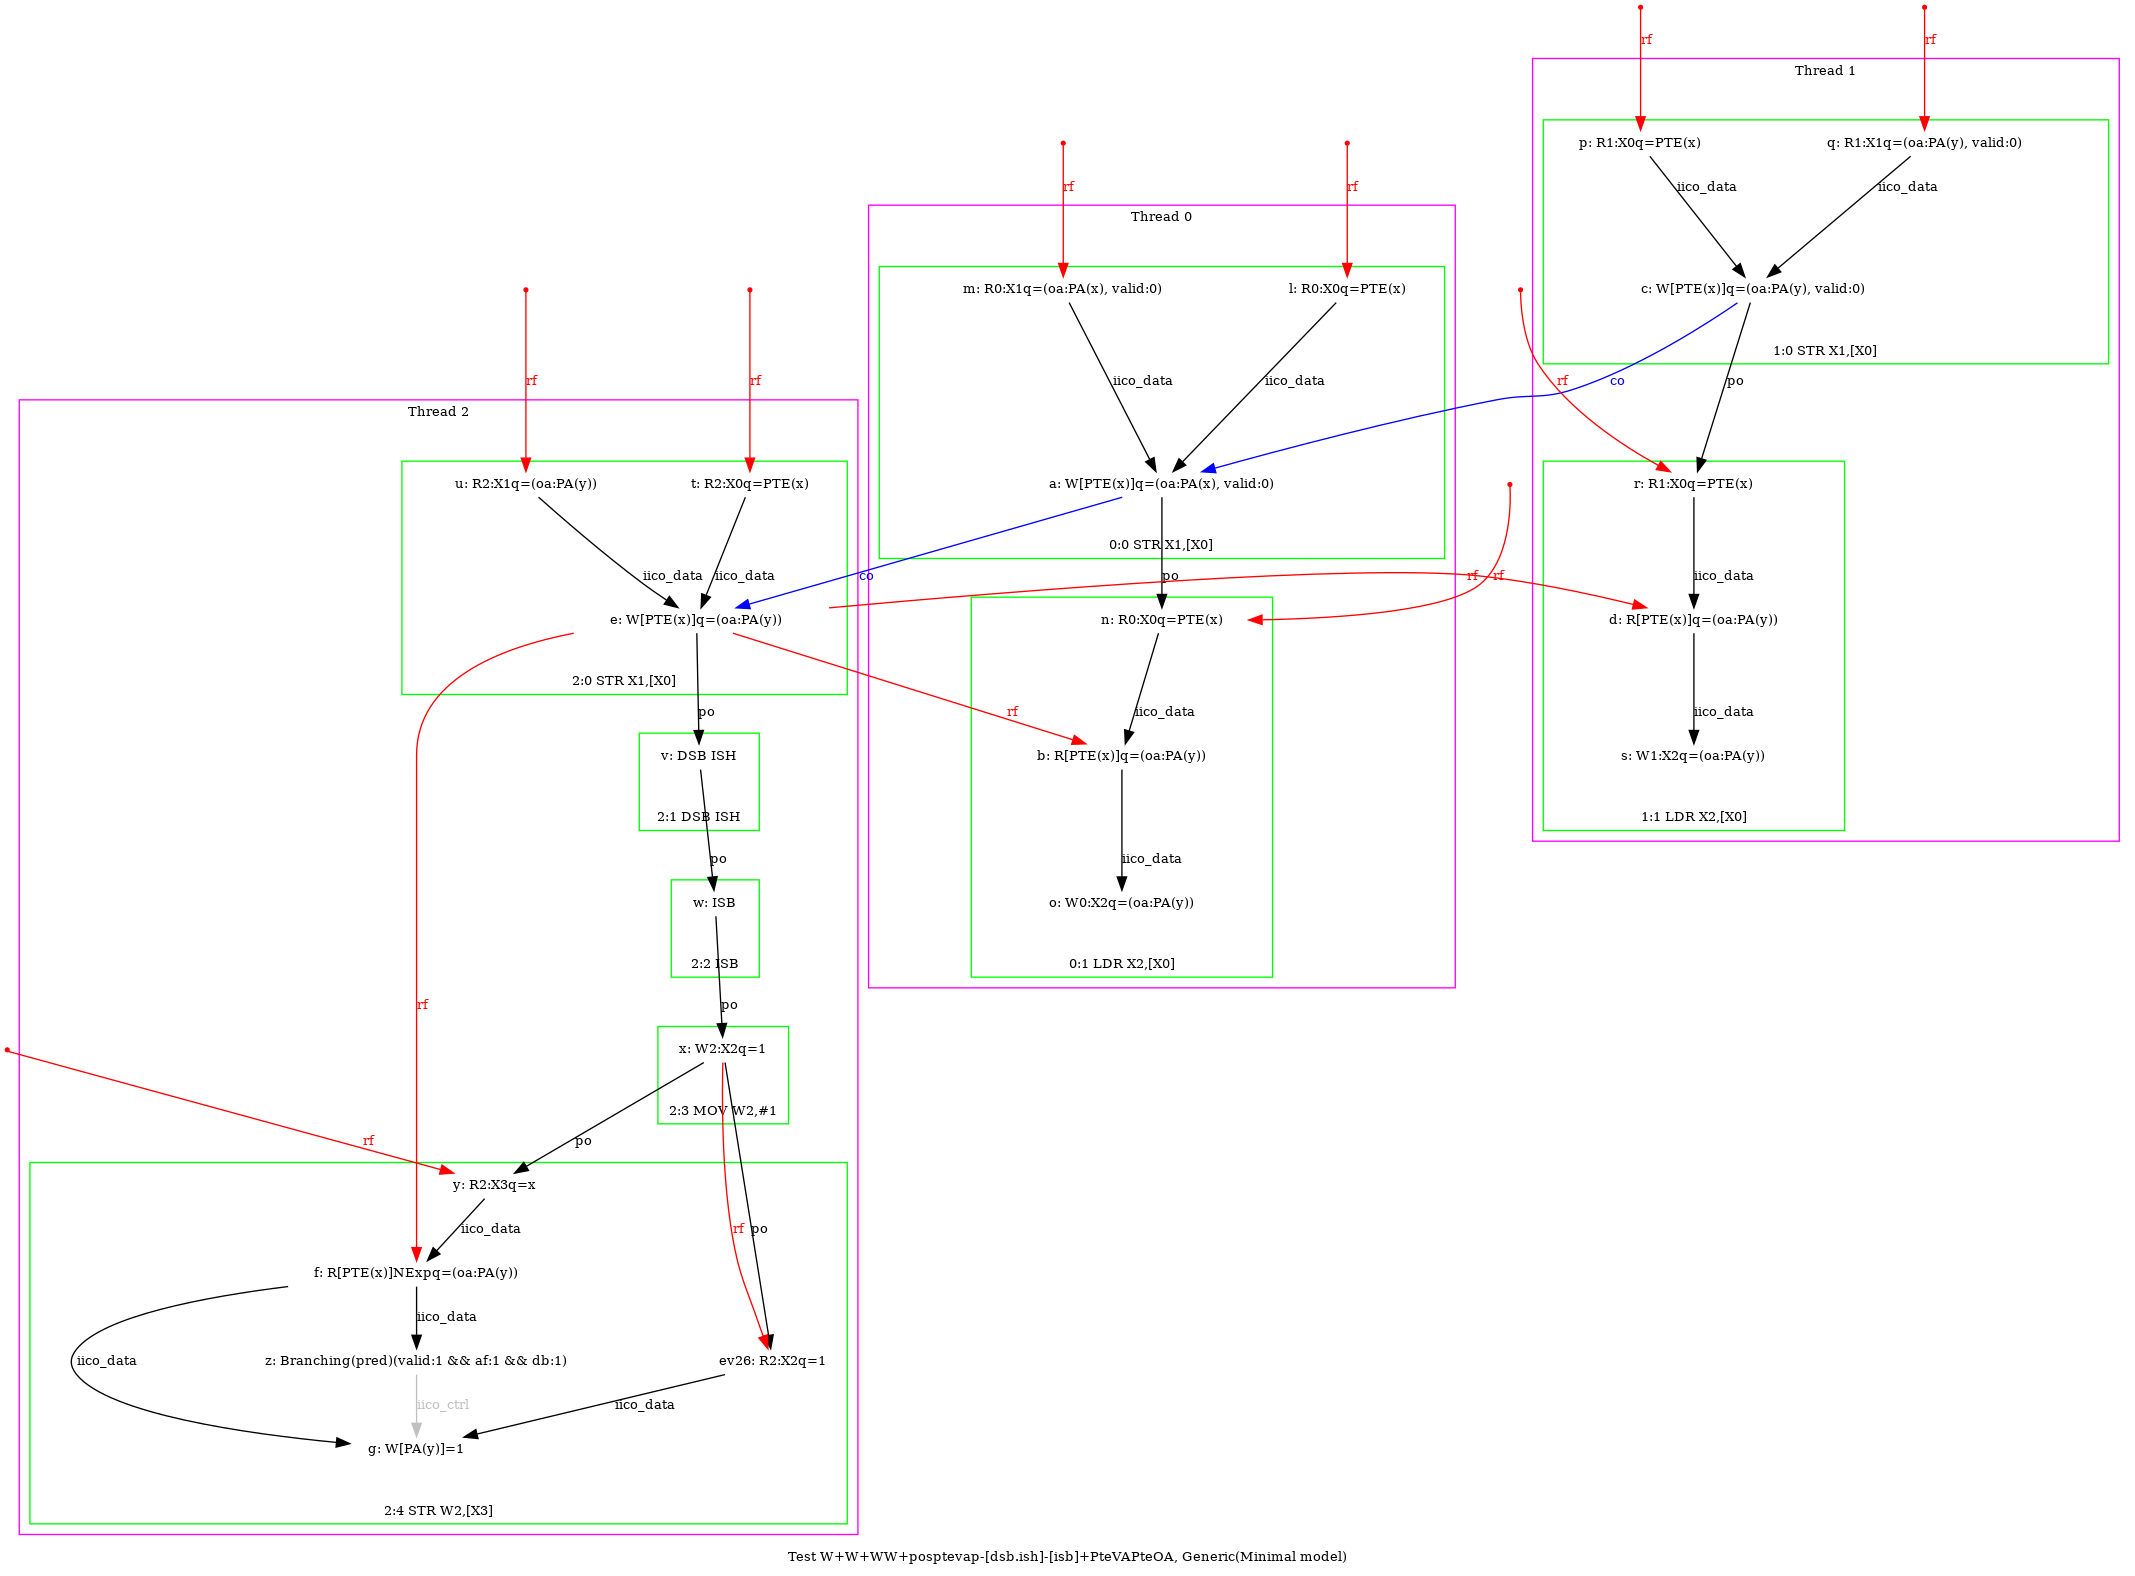 rf
rf
Thread 1
p: R1:X0q=PTE(x)
q: R1:X1q=(oa:PA(y), valid:0)
rf
rf
iico_data
iico_data
Thread 0
m: R0:X1q=(oa:PA(x), valid:0)
l: R0:X0q=PTE(x)
c: W[PTE(x)]q=(oa:PA(y), valid:0)
1:0 STR X1,[X0]
rf
rf
iico_data
iico_data
rf
co
po
Thread 2
u: R2:X1q=(oa:PA(y))
t: R2:X0q=PTE(x)
a: W[PTE(x)]q=(oa:PA(x), valid:0)
r: R1:X0q=PTE(x)
0:0 STR X1,[X0]
iico_data
iico_data
co
po
rf
rf
iico_data
e: W[PTE(x)]q=(oa:PA(y))
n: R0:X0q=PTE(x)
d: R[PTE(x)]q=(oa:PA(y))
2:0 STR X1,[X0]
po
rf
iico_data
iico_data
v: DSB ISH
b: R[PTE(x)]q=(oa:PA(y))
s: W1:X2q=(oa:PA(y))
2:1 DSB ISH
1:1 LDR X2,[X0]
po
iico_data
w: ISB
o: W0:X2q=(oa:PA(y))
2:2 ISB
0:1 LDR X2,[X0]
rf
po
x: W2:X2q=1
2:3 MOV W2,#1
rf
po
y: R2:X3q=x
iico_data
rf
po
f: R[PTE(x)]NExpq=(oa:PA(y))
iico_data
iico_data
z: Branching(pred)(valid:1 && af:1 && db:1)
ev26: R2:X2q=1
iico_ctrl
iico_data
g: W[PA(y)]=1
2:4 STR W2,[X3]
Test W+W+WW+posptevap-[dsb.ish]-[isb]+PteVAPteOA, Generic(Minimal model)